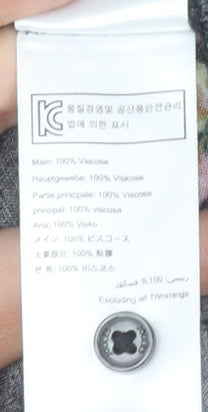 KC 품질경영및 공산품안전관리
법에 의한 표시
Main: 100% Viscose
Hauptgewebe: 100% Viskose
Partie principale: 100% Viscose
principal: 100% viscosa
Ana: 100% Visko
メイン: 100% ビスコース
主要部分: 100% 粘膠
본 원: 100% 비스코스
رئيسي: 100% فسكوز
Excluding all Trimmings